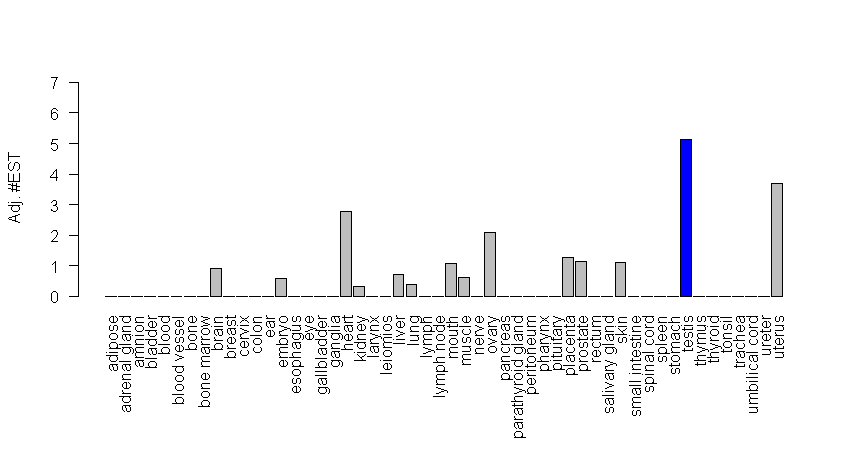 7
6
5
4
3
2
1
0
Adj. #EST
adipose
adrenal gland
amnion
bladder
blood
blood vessel
bone
bone marrow
brain
breast
cervix
colon
ear
embryo
esophagus
eye
gallbladder
ganglia
heart
kidney
larynx
leiomios
liver
lung
lymph
lymph node
mouth
muscle
nerve
ovary
pancreas
parathyroid gland
peritoneum
pharynx
pituitary
placenta
prostate
rectum
salivary gland
skin
small intestine
spinal cord
spleen
stomach
testis
thymus
thyroid
tonsil
trachea
umbilical cord
ureter
uterus